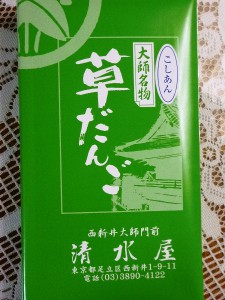 こしあん
大師名物
草だんご
西新井大師門前
清水屋
東京都足立区西新井1-9-11
電話(03)3890-4122